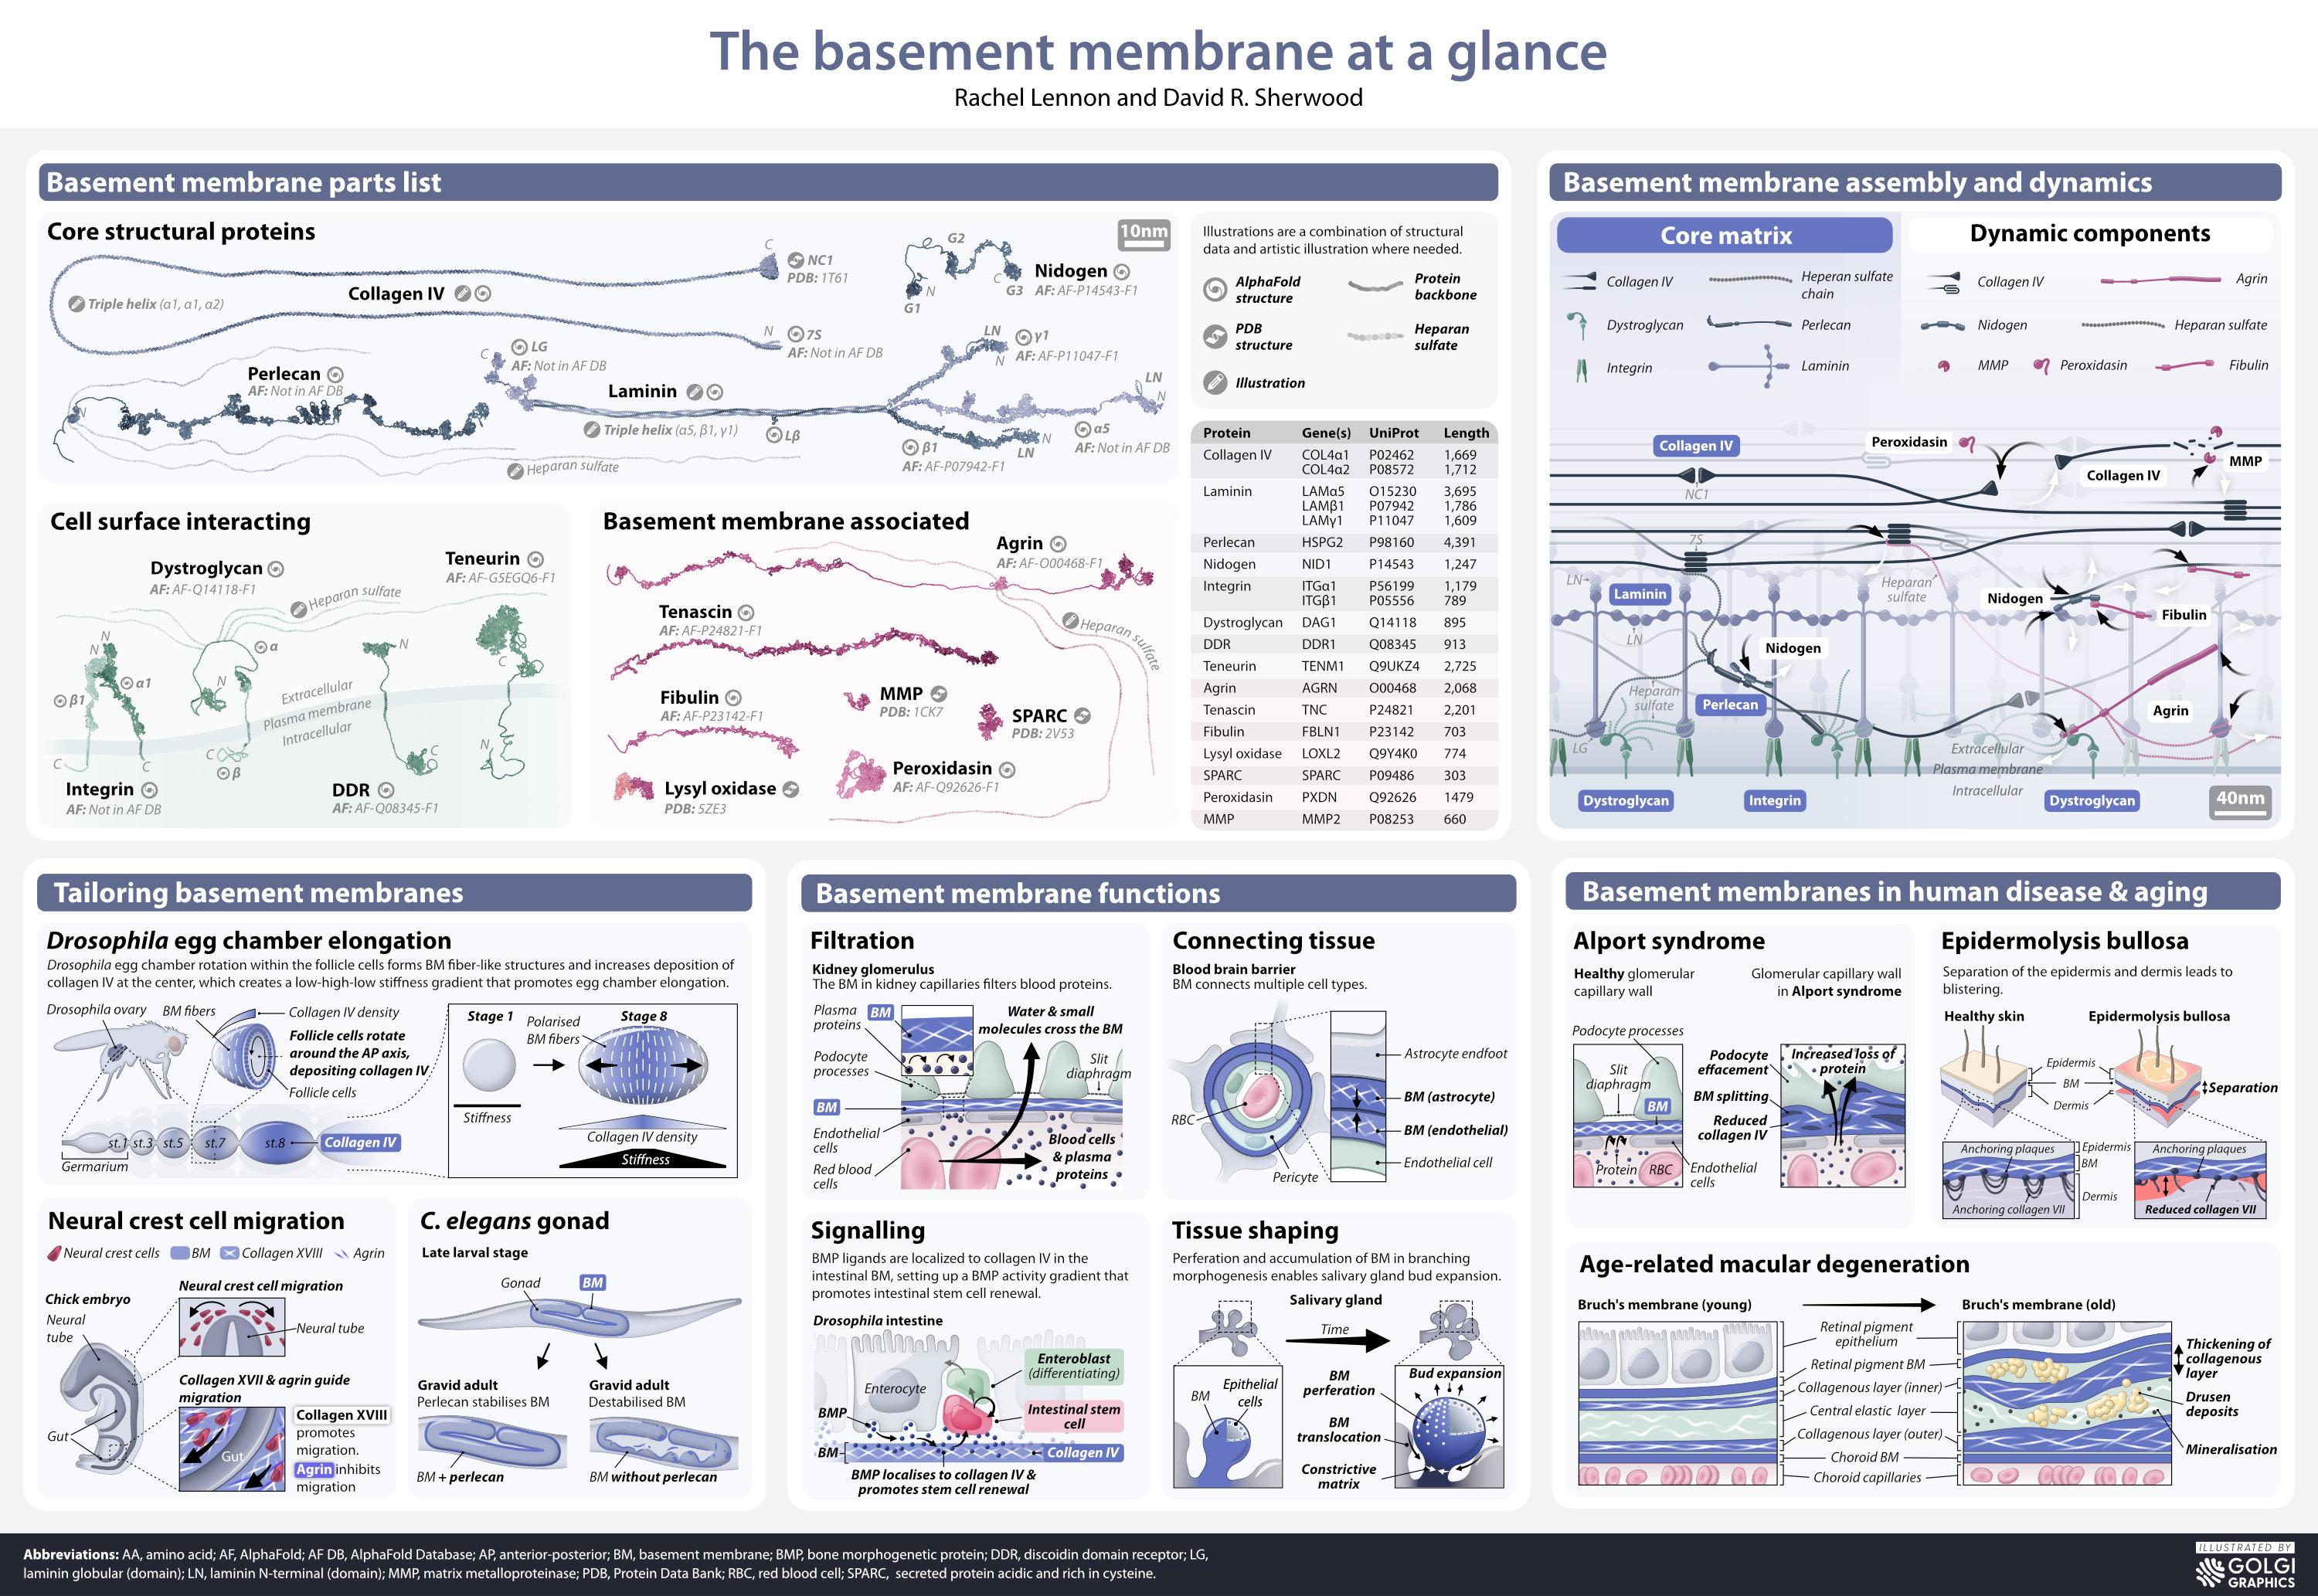 The basement membrane at a glance
Rachel Lennon and David R. Sherwood
Basement membrane parts list
Core structural proteins
10nm
C
NC1
PDB: 1T61
Collagen IV
Triple helix (α1, α1, α2)
N
7S
AF: Not in AF DB
G2
G1
N
C
G3
Nidogen
AF: AF-P14543-F1
Perlecan
AF: Not in AF DB
N
C
LG
AF: Not in AF DB
Laminin
Triple helix (α5, β1, γ1)
Lβ
LN
N
γ1
AF: AF-P11047-F1
LN
N
α5
AF: Not in AF DB
β1
AF: AF-P07942-F1
N
LN
Heparan sulfate
Illustrations are a combination of structural
data and artistic illustration where needed.
AlphaFold
structure
Protein
backbone
PDB
structure
Heparan
sulfate
Illustration
Cell surface interacting
Dystroglycan
AF: AF-Q14118-F1
Teneurin
AF: AF-G5EGQ6-F1
Heparan sulfate
N
N
β1
α1
α
N
N
C
Extracellular
Plasma membrane
Intracellular
C
C
C
β
C
N
Integrin
AF: Not in AF DB
DDR
AF: AF-Q08345-F1
Basement membrane associated
Agrin
AF: AF-O00468-F1
Tenascin
AF: AF-P24821-F1
Heparan sulfate
Fibulin
AF: AF-P23142-F1
MMP
PDB: 1CK7
SPARC
PDB: 2V53
Lysyl oxidase
PDB: 5ZE3
Peroxidasin
AF: AF-Q92626-F1
Protein Gene(s) UniProt Length
Collagen IV COL4α1 P02462 1,669
COL4α2 P08572 1,712
Laminin LAMα5 O15230 3,695
LAMβ1 P07942 1,786
LAMγ1 P11047 1,609
Perlecan HSPG2 P98160 4,391
Nidogen NID1 P14543 1,247
Integrin ITGα1 P56199 1,179
ITGβ1 P05556 789
Dystroglycan DAG1 Q14118 895
DDR DDR1 Q08345 913
Teneurin TENM1 Q9UKZ4 2,725
Agrin AGRN O00468 2,068
Tenascin TNC P24821 2,201
Fibulin FBLN1 P23142 703
Lysyl oxidase LOXL2 Q9Y4K0 774
SPARC SPARC P09486 303
Peroxidasin PXDN Q92626 1479
MMP MMP2 P08253 660
Basement membrane assembly and dynamics
Core matrix
Collagen IV
Heperan sulfate
chain
Dystroglycan
Perlecan
Integrin
Laminin
Dynamic components
Collagen IV
Agrin
Nidogen
Heparan sulfate
MMP
Peroxidasin
Fibulin
Collagen IV
Peroxidasin
Collagen IV
MMP
NC1
7S
LN
Laminin
LN
Heparan
sulfate
Nidogen
Fibulin
Nidogen
Heparan
sulfate
Perlecan
Agrin
LG
Extracellular
Plasma membrane
Intracellular
Dystroglycan
Integrin
Dystroglycan
40nm
Tailoring basement membranes
Drosophila egg chamber elongation
Drosophila egg chamber rotation within the follicle cells forms BM fiber-like structures and increases deposition of
collagen IV at the center, which creates a low-high-low stiffness gradient that promotes egg chamber elongation.
Drosophila ovary
BM fibers
Collagen IV density
Follicle cells rotate
around the AP axis,
depositing collagen IV
Follicle cells
st.1
st.3
st.5
st.7
st.8
Collagen IV
Germarium
Stage 1
Polarised
BM fibers
Stage 8
Stiffness
Collagen IV density
Stiffness
Neural crest cell migration
Neural crest cells
BM
Collagen XVIII
Agrin
Chick embryo
Neural
tube
Gut
Neural crest cell migration
Neural tube
Collagen XVII & agrin guide
migration
Gut
Collagen XVIII
promotes
migration.
Agrin inhibits
migration
C. elegans gonad
Late larval stage
Gonad
BM
Gravid adult
Perlecan stabilises BM
Gravid adult
Destabilised BM
BM + perlecan
BM without perlecan
Basement membrane functions
Filtration
Kidney glomerulus
The BM in kidney capillaries filters blood proteins.
Plasma
proteins
BM
Water & small
molecules cross the BM
Podocyte
processes
Slit
diaphragm
BM
Endothelial
cells
Red blood
cells
Blood cells
& plasma
proteins
Connecting tissue
Blood brain barrier
BM connects multiple cell types.
Astrocyte endfoot
BM (astrocyte)
RBC
BM (endothelial)
Endothelial cell
Pericyte
Signalling
BMP ligands are localized to collagen IV in the
intestinal BM, setting up a BMP activity gradient that
promotes intestinal stem cell renewal.
Drosophila intestine
Enterocyte
Enteroblast
(differentiating)
Intestinal stem
cell
BMP
BM
Collagen IV
BMP localises to collagen IV &
promotes stem cell renewal
Tissue shaping
Perferation and accumulation of BM in branching
morphogenesis enables salivary gland bud expansion.
Salivary gland
Time
BM
Epithelial
cells
BM
perforation
BM
translocation
Constrictive
matrix
Bud expansion
Basement membranes in human disease & aging
Alport syndrome
Healthy glomerular
capillary wall
Glomerular capillary wall
in Alport syndrome
Podocyte processes
Slit
diaphragm
BM
Protein
RBC
Endothelial
cells
Podocyte
effacement
BM splitting
Reduced
collagen IV
Increased loss of
protein
Epidermolysis bullosa
Separation of the epidermis and dermis leads to
blistering.
Healthy skin
Epidermolysis bullosa
Epidermis
BM
Dermis
Separation
Anchoring plaques
Epidermis
BM
Dermis
Anchoring collagen VII
Anchoring plaques
Reduced collagen VII
Age-related macular degeneration
Bruch's membrane (young)
Bruch's membrane (old)
Retinal pigment
epithelium
Retinal pigment BM
Collagenous layer (inner)
Central elastic layer
Collagenous layer (outer)
Choroid BM
Choroid capillaries
Thickening of
collagenous
layer
Drusen
deposits
Mineralisation
Abbreviations: AA, amino acid; AF, AlphaFold; AF DB, AlphaFold Database; AP, anterior-posterior; BM, basement membrane; BMP, bone morphogenetic protein; DDR, discoidin domain receptor; LG,
laminin globular (domain); LN, laminin N-terminal (domain); MMP, matrix metalloproteinase; PDB, Protein Data Bank; RBC, red blood cell; SPARC, secreted protein acidic and rich in cysteine.
ILLUSTRATED BY
GOLGI
GRAPHICS